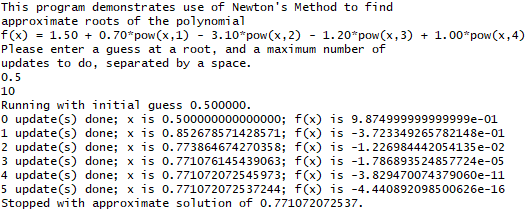 This program demonstrates use of Newton's Method to find
approximate roots of the polynomial
f(x) = 1.50 + 0.70*pow(x,1) - 3.10*pow(x,2) - 1.20*pow(x,3) + 1.00*pow(x,4)
Please enter a guess at a root, and a maximum number of
updates to do, separated by a space.
0.5
10
Running with initial guess 0.500000.
0 update(s) done; x is 0.500000000000000; f(x) is 9.874999999999999e-01
1 update(s) done; x is 0.852678571428571; f(x) is -3.723349265782148e-01
2 update(s) done; x is 0.773864674270358; f(x) is -1.226984442054135e-02
3 update(s) done; x is 0.771076145439063; f(x) is -1.786893524857724e-05
4 update(s) done; x is 0.771072072545973; f(x) is -3.829470074379060e-11
5 update(s) done; x is 0.771072072537244; f(x) is -4.440892098500626e-16
Stopped with approximate solution of 0.771072072537.